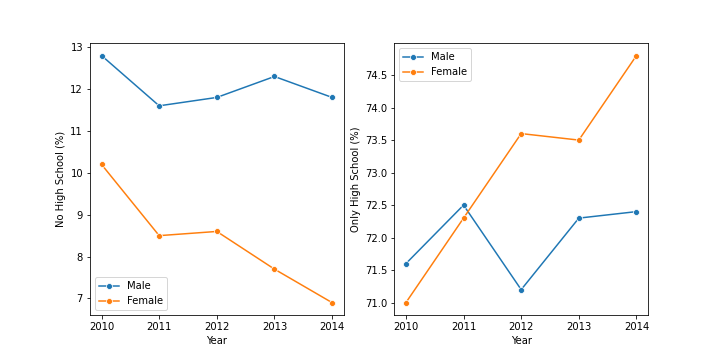 No High School (%)
13
12
11
10
9
8
7
Male
Female
2010 2011 2012 2013 2014
Year
Only High School (%)
Male
Female
74.5
74.0
73.5
73.0
72.5
72.0
71.5
71.0
2010 2011 2012 2013 2014
Year